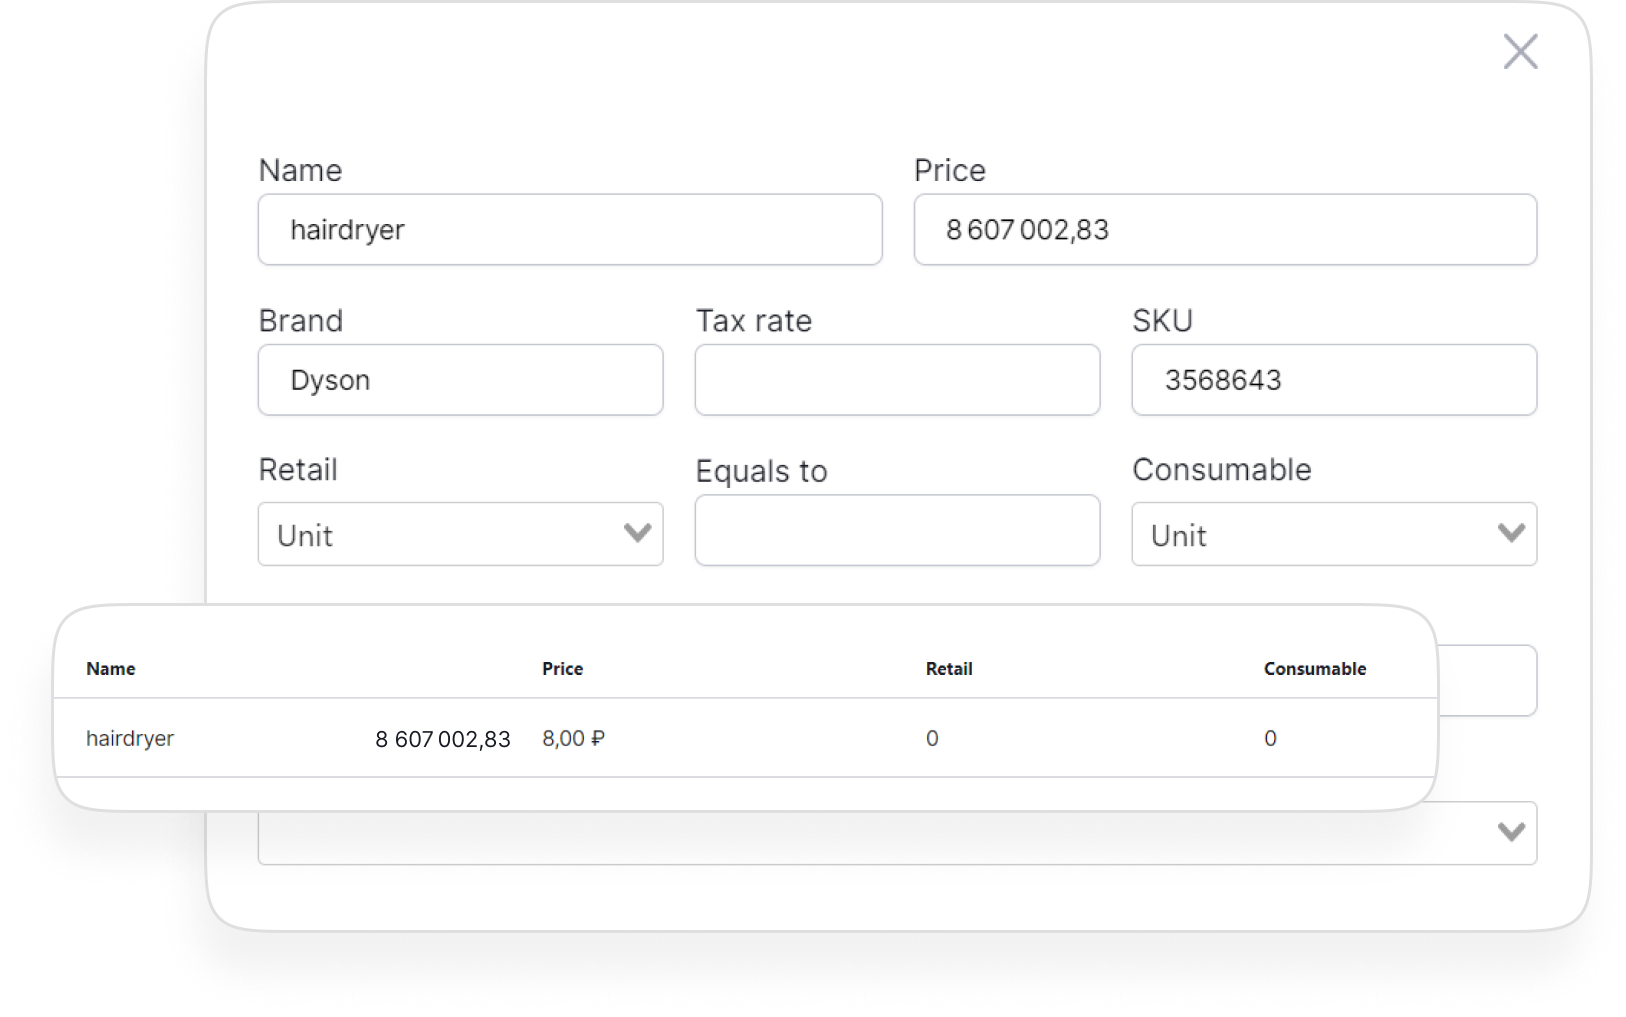 Name Price
hairdryer 8 607 002,83
Brand Tax rate SKU
Dyson 3568643
Retail Equals to Consumable
Unit Unit
Name Price Retail Consumable
hairdryer 8 607 002,83 8,00 ₽ 0 0